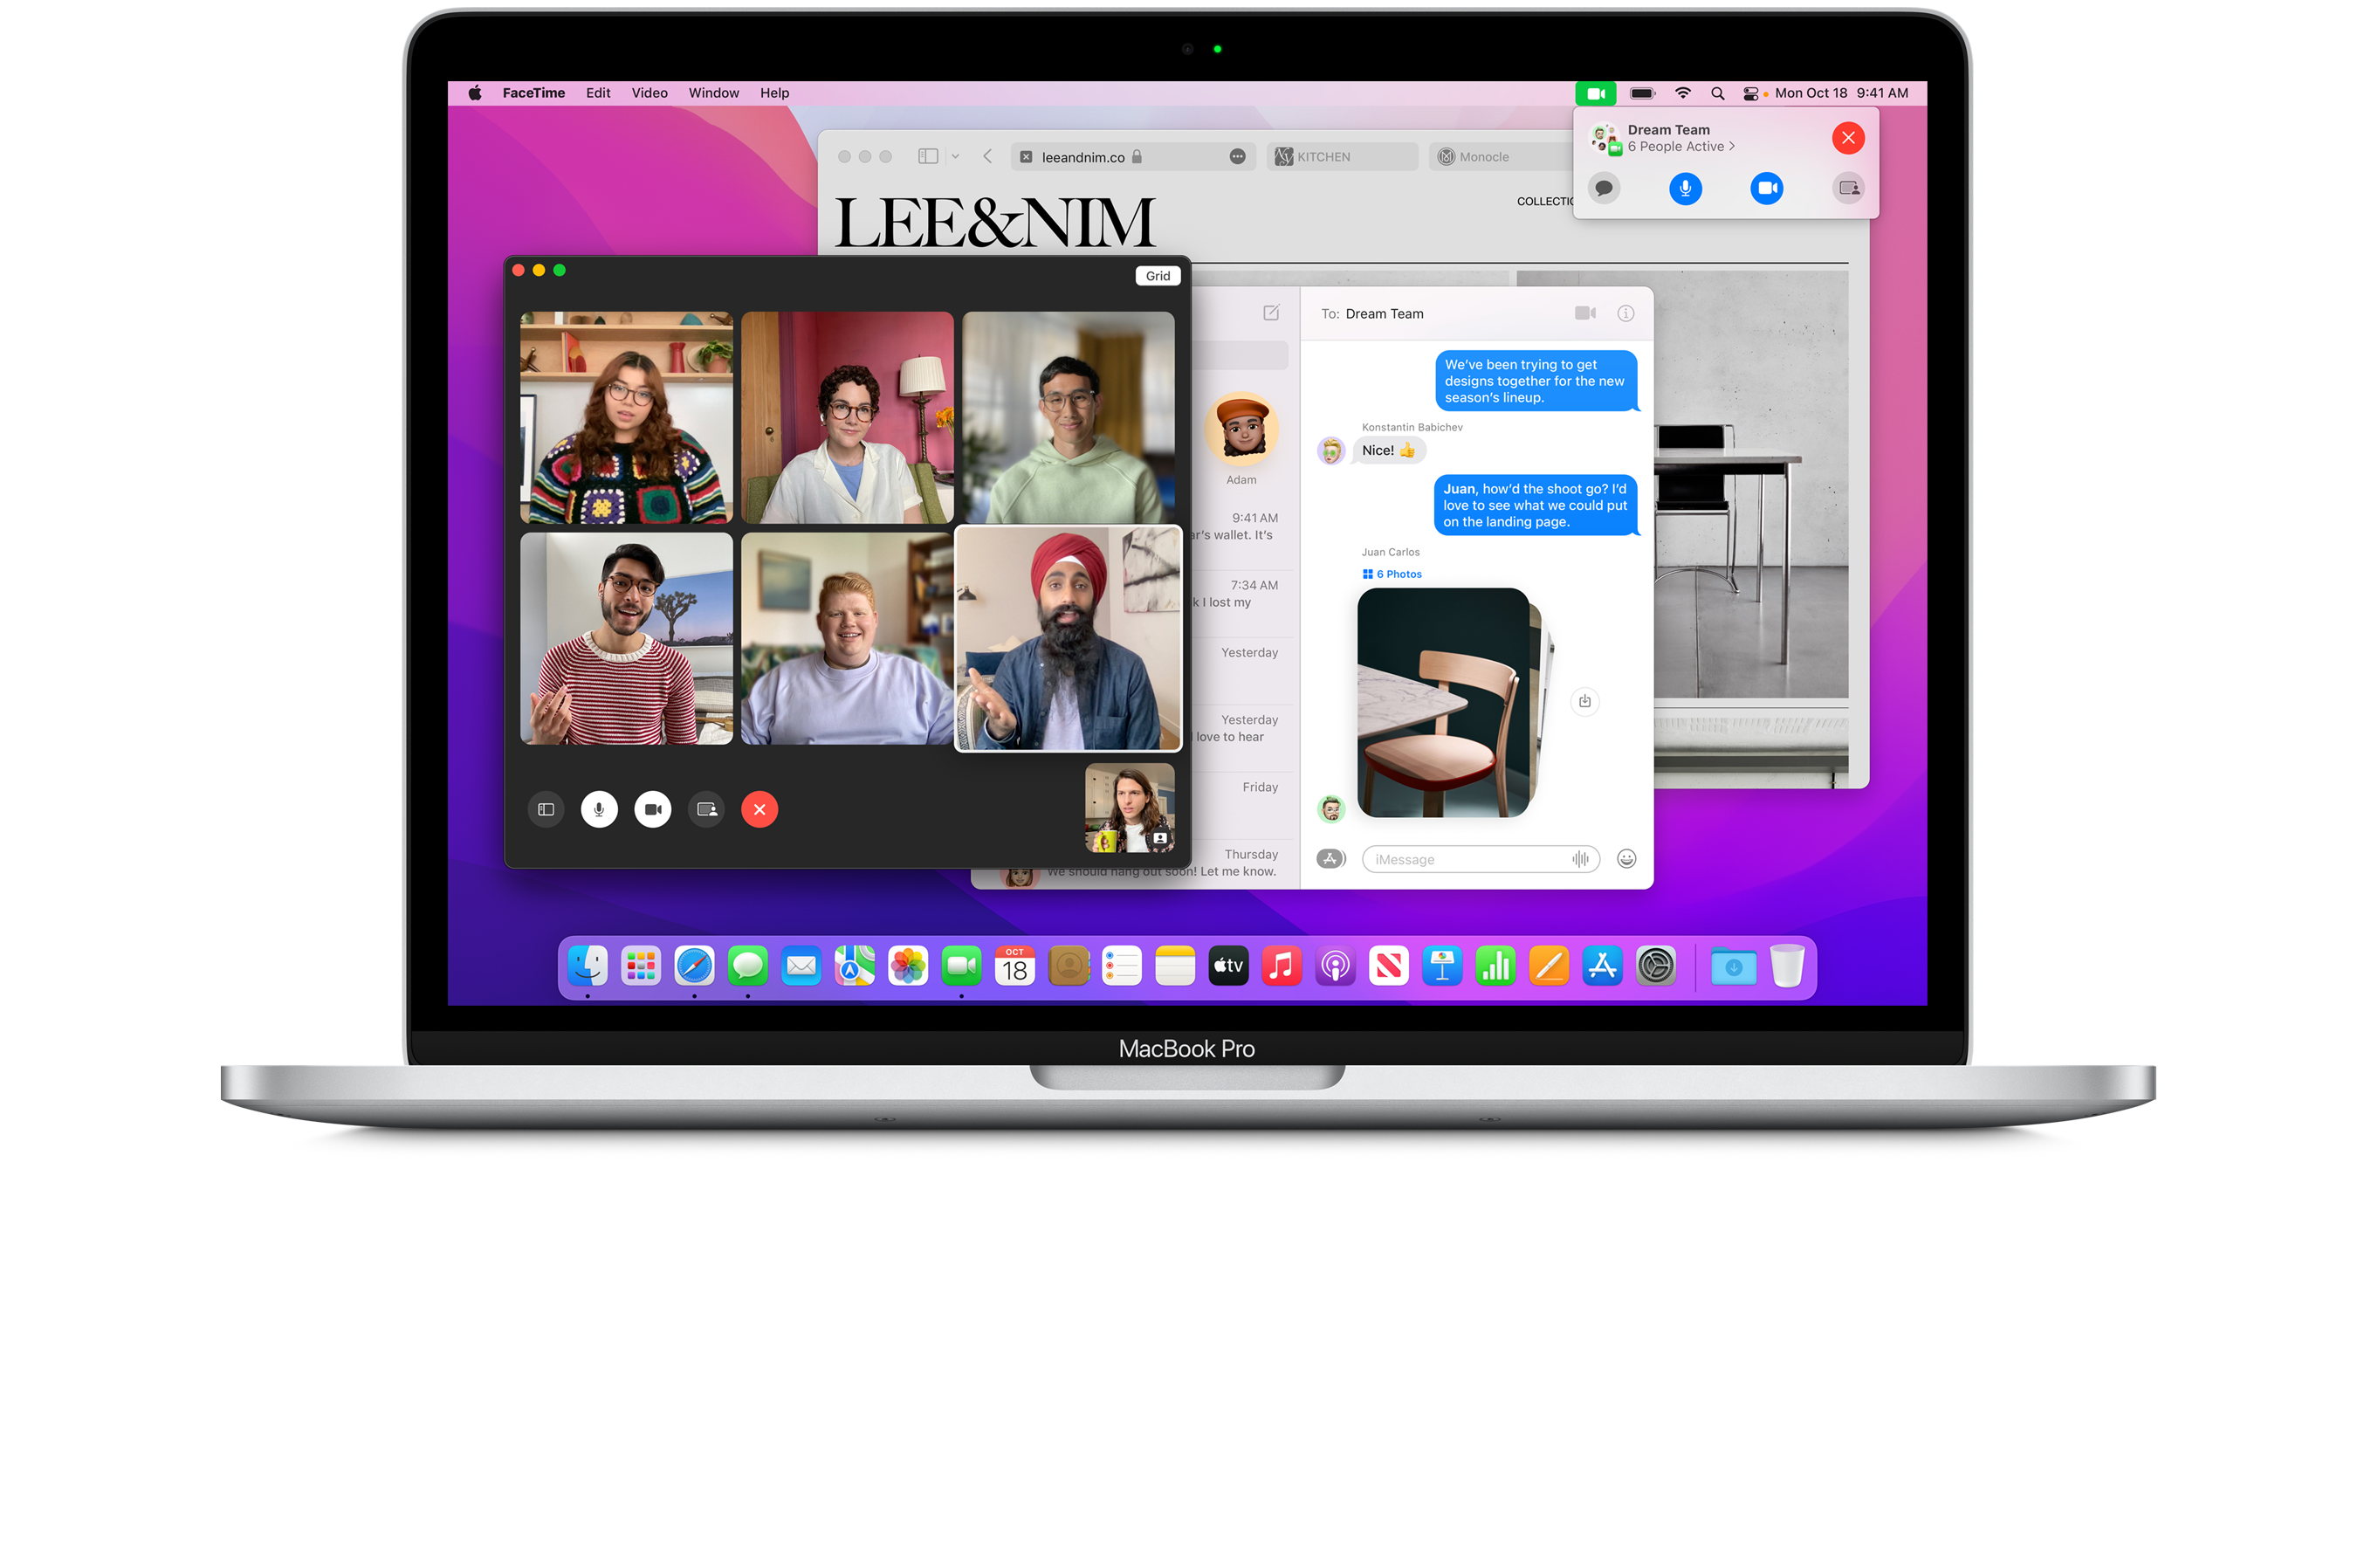 FaceTime Edit Video Window Help
Mon Oct 18 9:41 AM
Dream Team
6 People Active >
leeandnim.co
KITCHEN
Monocle
LEE&NIM
COLLECTIO
Grid
To: Dream Team
We've been trying to get
designs together for the new
season's lineup.
Konstantin Babichev
Nice! 👍
Juan, how'd the shoot go? I'd
love to see what we could put
on the landing page.
Juan Carlos
6 Photos
iMessage
Adam
9:41 AM
ar's wallet. It's
7:34 AM
k I lost my
Yesterday
Yesterday
love to hear
Friday
Thursday
We should hang out soon! Let me know.
OCT
18
tv
MacBook Pro